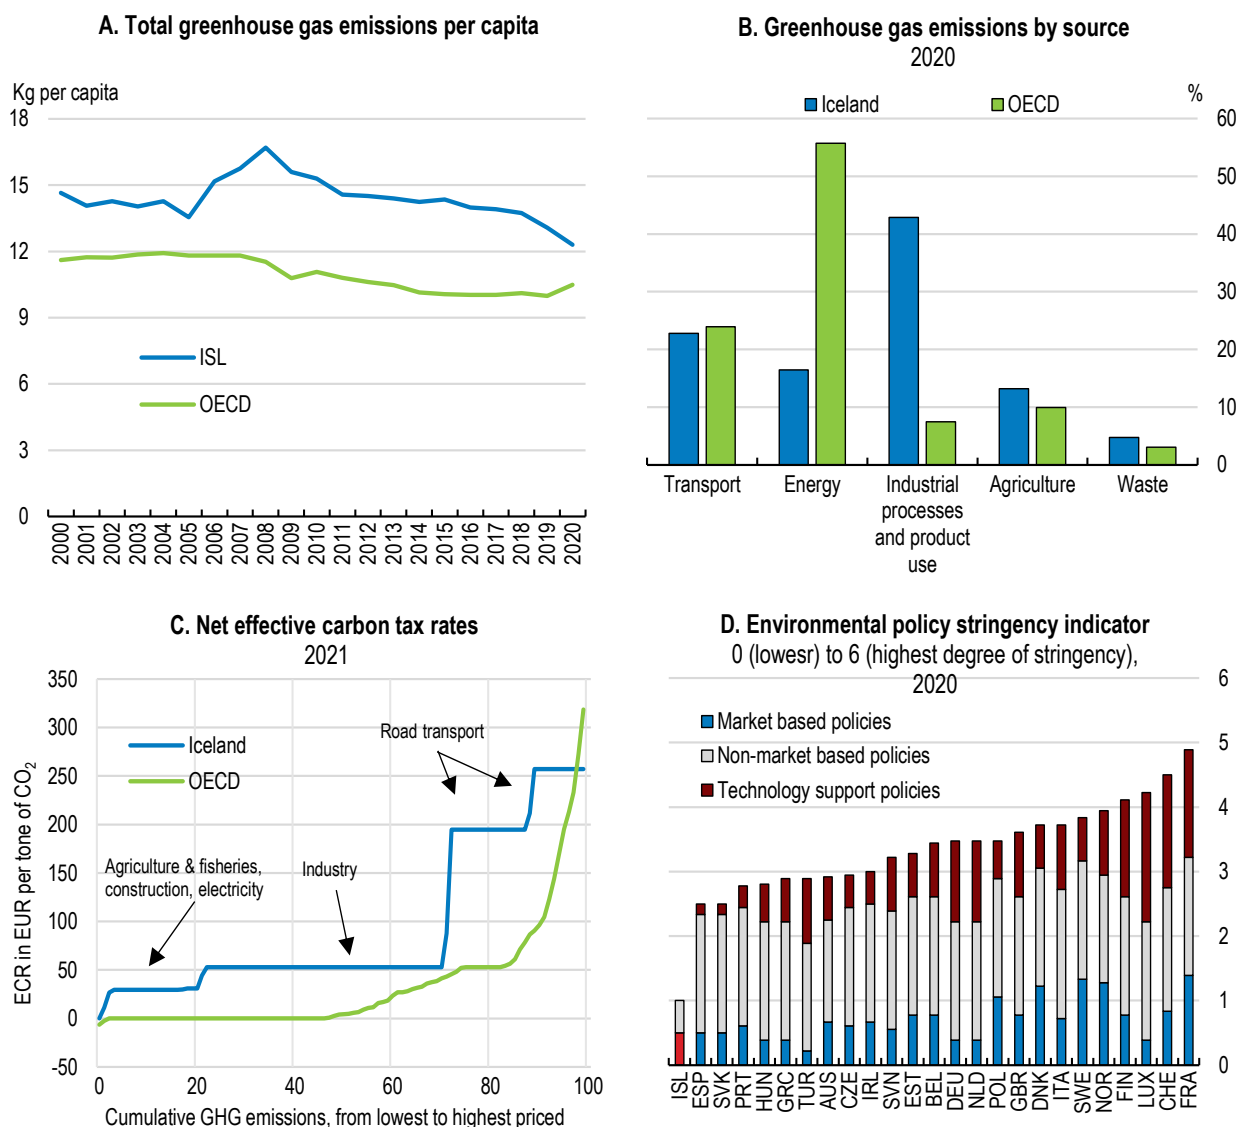 A. Total greenhouse gas emissions per capita
Kg per capita
18
15
12
9
6
3
0
ISL
OECD
2000
2001
2002
2003
2004
2005
2006
2007
2008
2009
2010
2011
2012
2013
2014
2015
2016
2017
2018
2019
2020
B. Greenhouse gas emissions by source
2020
Iceland
OECD
%
60
50
40
30
20
10
0
Transport
Energy
Industrial
processes
and product
use
Agriculture
Waste
C. Net effective carbon tax rates
2021
ECR in EUR per tone of CO₂
350
300
250
200
150
100
50
0
-50
Iceland
OECD
Road transport
Agriculture & fisheries,
construction, electricity
Industry
0
20
40
60
80
100
Cumulative GHG emissions, from lowest to highest priced
D. Environmental policy stringency indicator
0 (lowesr) to 6 (highest degree of stringency),
2020
Market based policies
Non-market based policies
Technology support policies
6
5
4
3
2
1
0
ISL
ESP
SVK
PRT
HUN
GRC
TUR
AUS
CZE
IRL
SVN
EST
BEL
DEU
NLD
POL
GBR
DNK
ITA
SWE
NOR
FIN
LUX
CHE
FRA